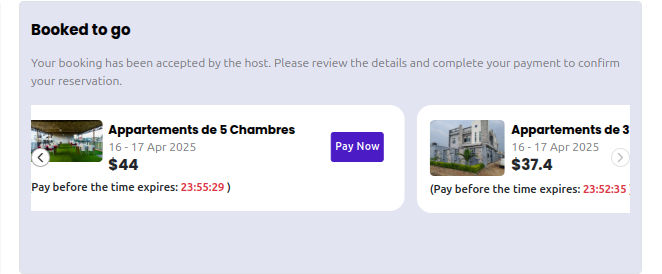 Booked to go
Your booking has been accepted by the host. Please review the details and complete your payment to confirm
your reservation.
Appartements de 5 Chambres
16 - 17 Apr 2025
$44
Pay Now
Pay before the time expires: 23:55:29 )
Appartements de 3
16 - 17 Apr 2025
$37.4
(Pay before the time expires: 23:52:35